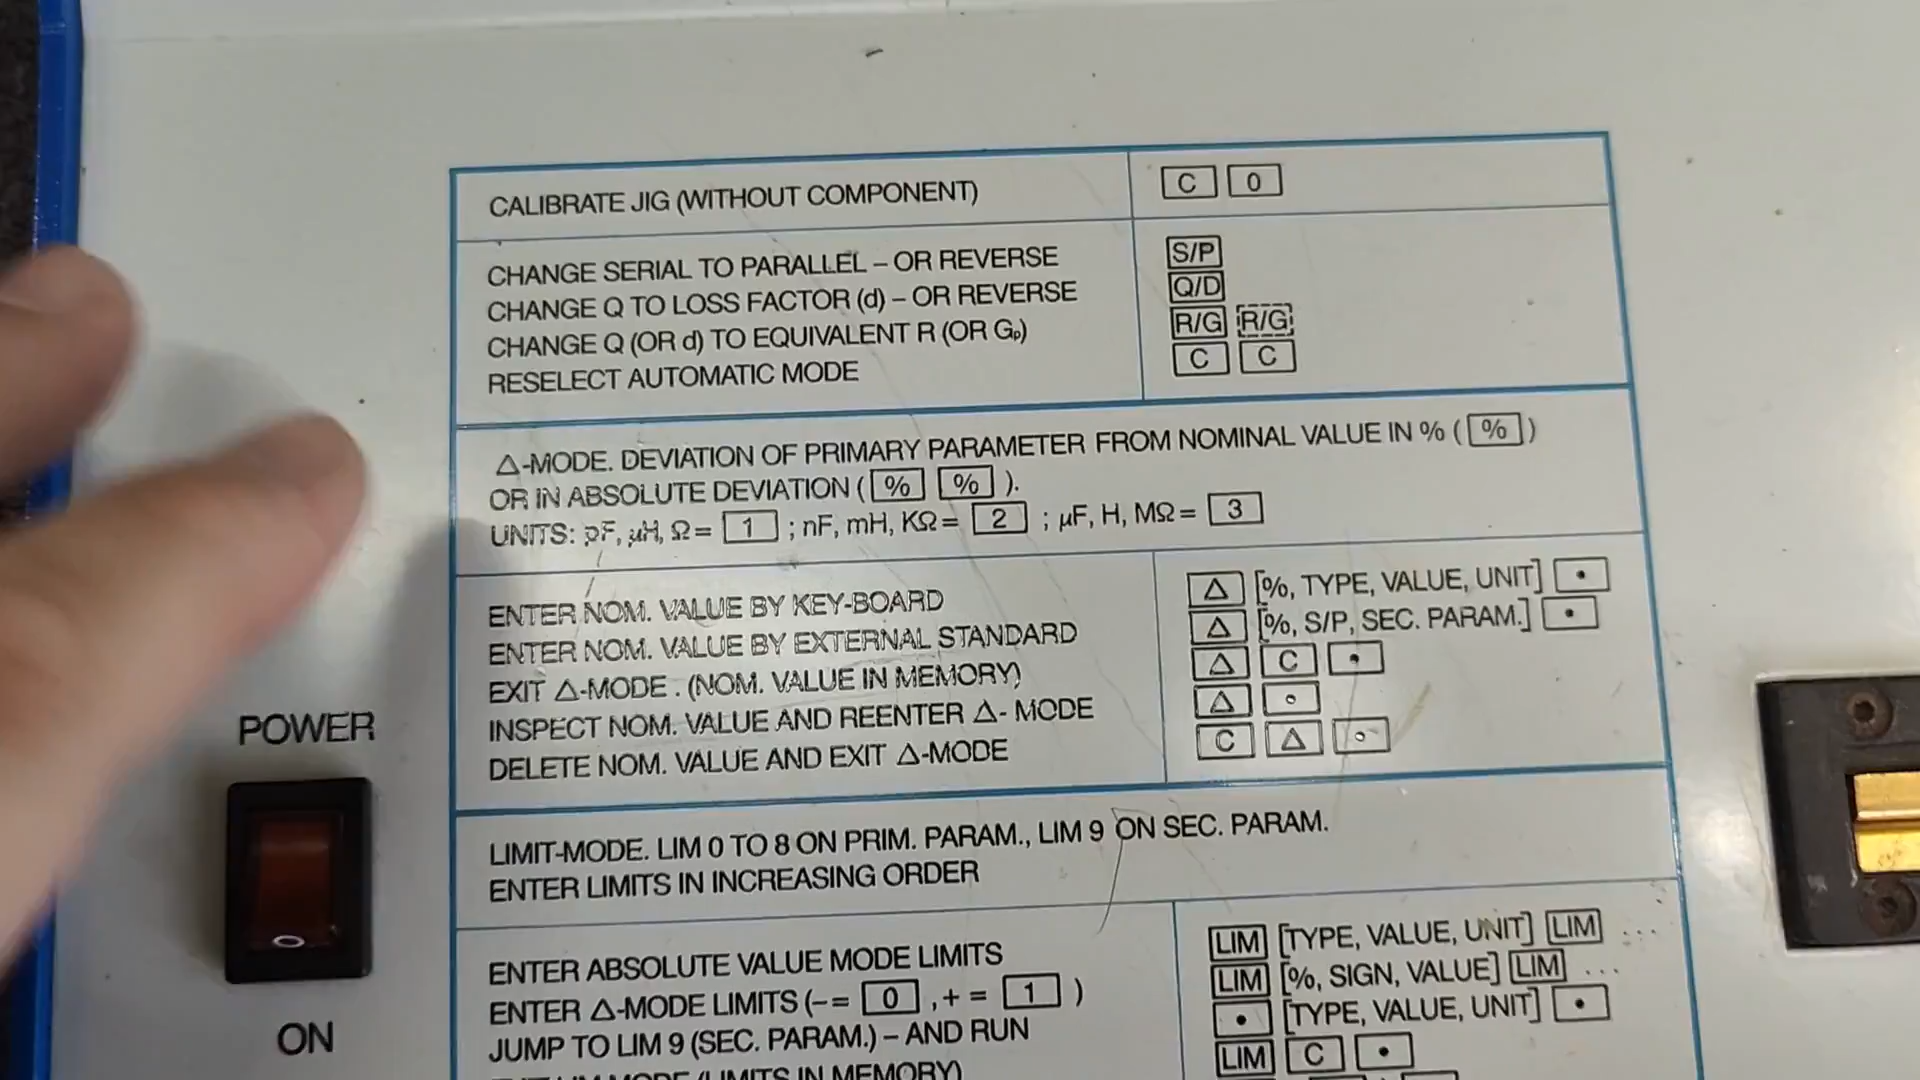 CALIBRATE JIG (WITHOUT COMPONENT) C 0
CHANGE SERIAL TO PARALLEL – OR REVERSE S/P
CHANGE Q TO LOSS FACTOR (d) – OR REVERSE Q/D
CHANGE Q (OR d) TO EQUIVALENT R (OR Gp) R/G R/G
RESELECT AUTOMATIC MODE C C
△-MODE. DEVIATION OF PRIMARY PARAMETER FROM NOMINAL VALUE IN % ( % )
OR IN ABSOLUTE DEVIATION ( % % ).
UNITS: pF, µH, Ω = 1 ; nF, mH, KΩ = 2 ; µF, H, MΩ = 3
ENTER NOM. VALUE BY KEY-BOARD △ [%, TYPE, VALUE, UNIT] •
ENTER NOM. VALUE BY EXTERNAL STANDARD △ [%, S/P, SEC. PARAM.] •
EXIT △-MODE. (NOM. VALUE IN MEMORY) △ C •
INSPECT NOM. VALUE AND REENTER △- MODE △ •
DELETE NOM. VALUE AND EXIT △-MODE C △ •
LIMIT-MODE. LIM 0 TO 8 ON PRIM. PARAM., LIM 9 ON SEC. PARAM.
ENTER LIMITS IN INCREASING ORDER
ENTER ABSOLUTE VALUE MODE LIMITS LIM [TYPE, VALUE, UNIT] LIM ...
ENTER △-MODE LIMITS (– = 0 , + = 1 ) LIM [%, SIGN, VALUE] LIM ...
JUMP TO LIM 9 (SEC. PARAM.) – AND RUN • [TYPE, VALUE, UNIT] •
EXIT LIM-MODE (LIMITS IN MEMORY) LIM C •
POWER
ON